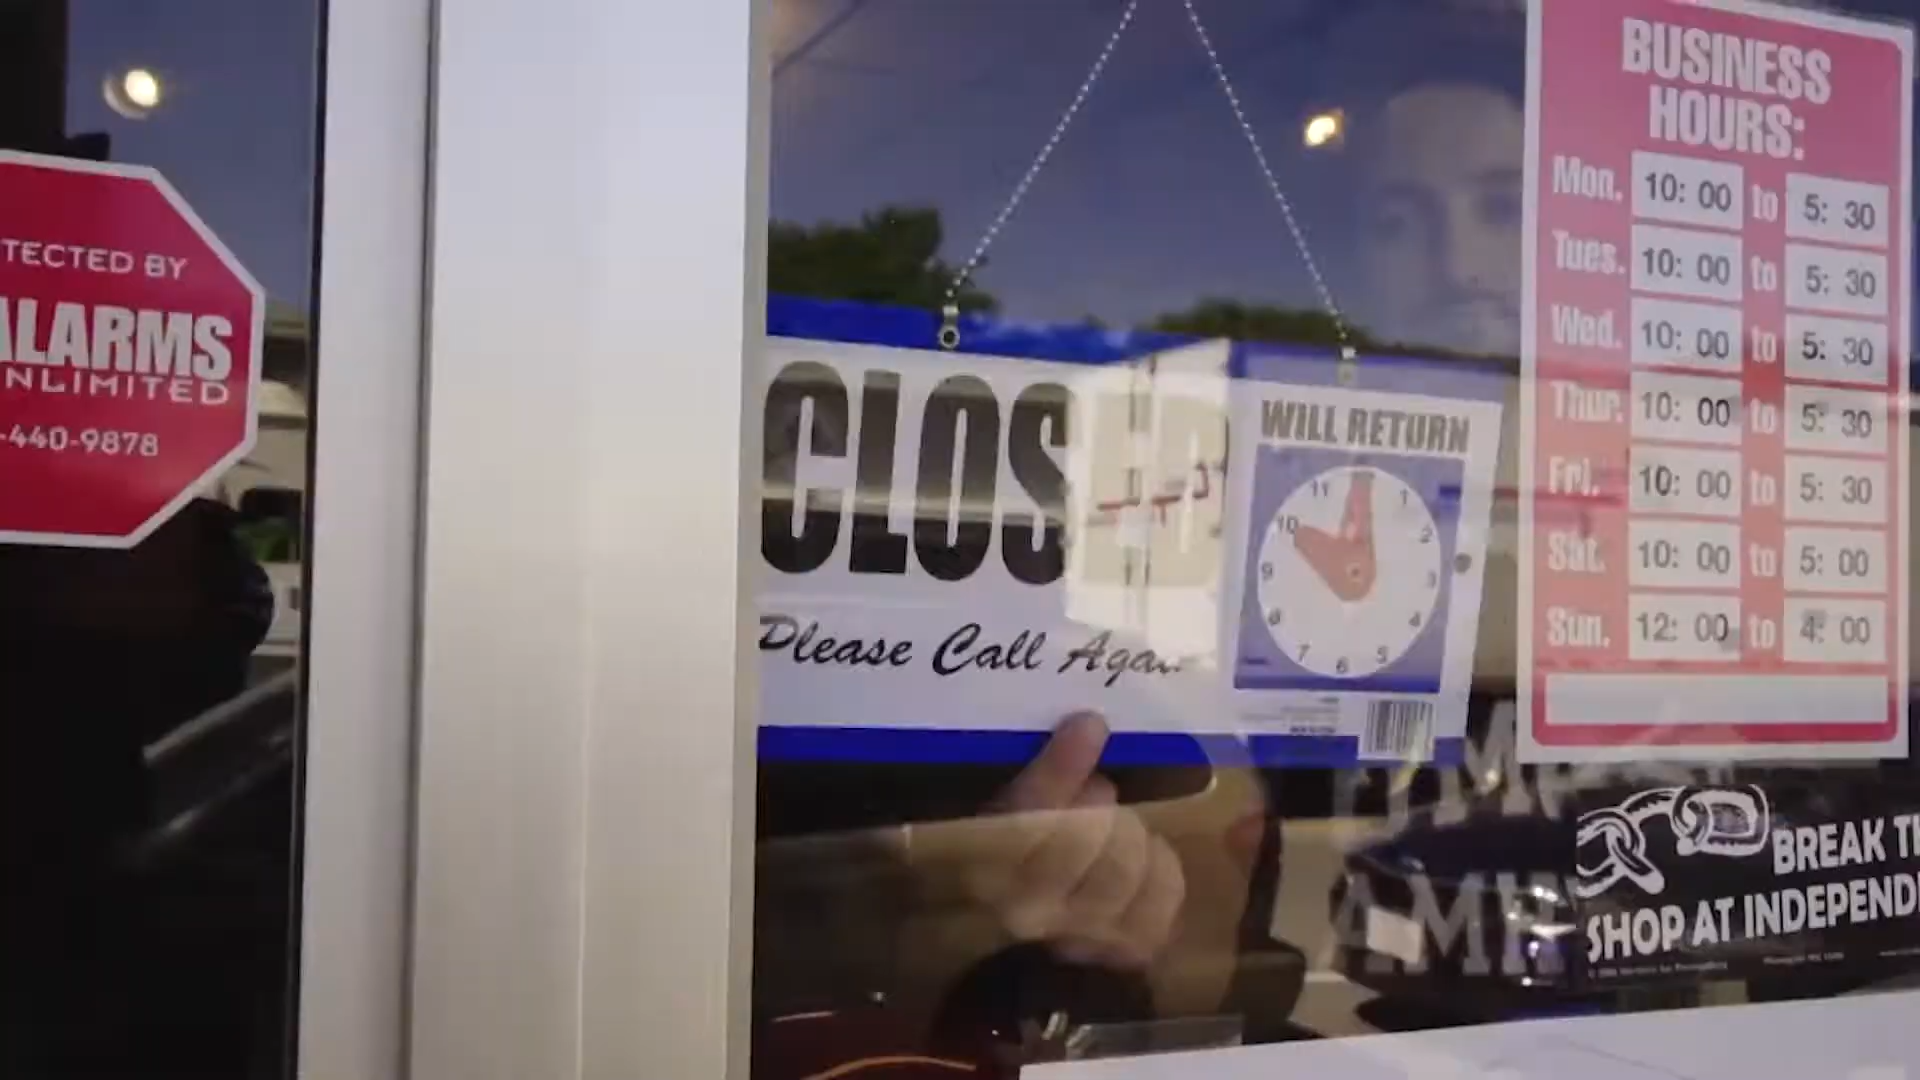 TECTED BY
ALARMS
NLIMITED
-440-9878
CLOSED
Please Call Again
WILL RETURN
11
1
10
2
9
3
8
4
7
6
5
BUSINESS
HOURS:
Mon. 10: 00 to 5: 30
Tues. 10: 00 to 5: 30
Wed. 10: 00 to 5: 30
Thur. 10: 00 to 5: 30
Fri. 10: 00 to 5: 30
Sat. 10: 00 to 5: 00
Sun. 12: 00 to 4: 00
BREAK
SHOP AT INDEPEND